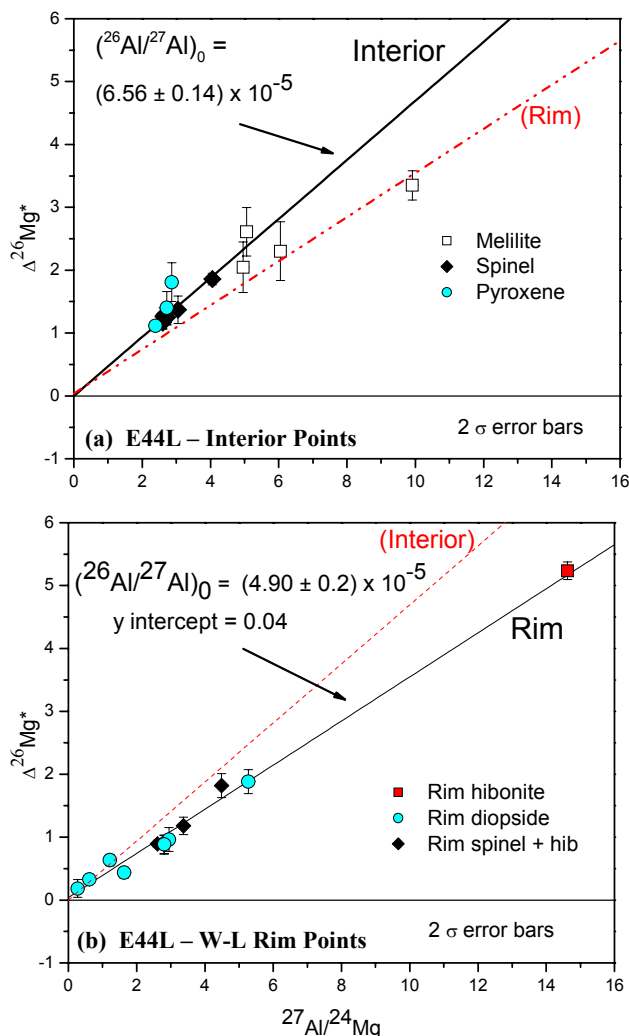 6
5
4
3
2
1
0
-1
Δ²⁶Mg*
(²⁶Al/²⁷Al)₀ =
(6.56 ± 0.14) x 10⁻⁵
Interior
(Rim)
Melilite
Spinel
Pyroxene
(a) E44L – Interior Points
2 σ error bars
0 2 4 6 8 10 12 14 16
6
5
4
3
2
1
0
-1
Δ²⁶Mg*
(Interior)
(²⁶Al/²⁷Al)0 = (4.90 ± 0.2) x 10⁻⁵
y intercept = 0.04
Rim
Rim hibonite
Rim diopside
Rim spinel + hib
(b) E44L – W-L Rim Points
2 σ error bars
0 2 4 6 8 10 12 14 16
²⁷Al/²⁴Mg